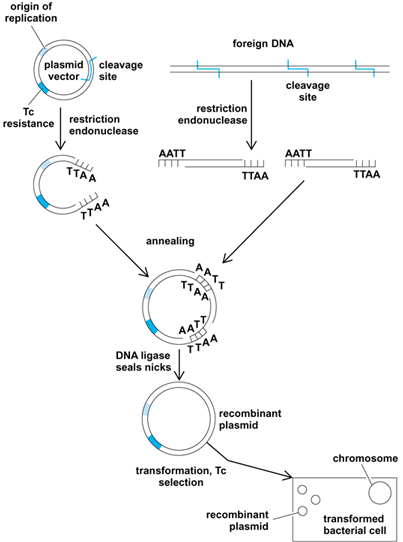 origin of
replication
plasmid
vector
cleavage
site
Tc
resistance
foreign DNA
cleavage
site
restriction
endonuclease
restriction
endonuclease
TTAA
TTAA
AATT
TTAA
AATT
TTAA
annealing
AATT
TTAA
AATT
TTAA
DNA ligase
seals nicks
recombinant
plasmid
transformation, Tc
selection
chromosome
recombinant
plasmid
transformed
bacterial cell